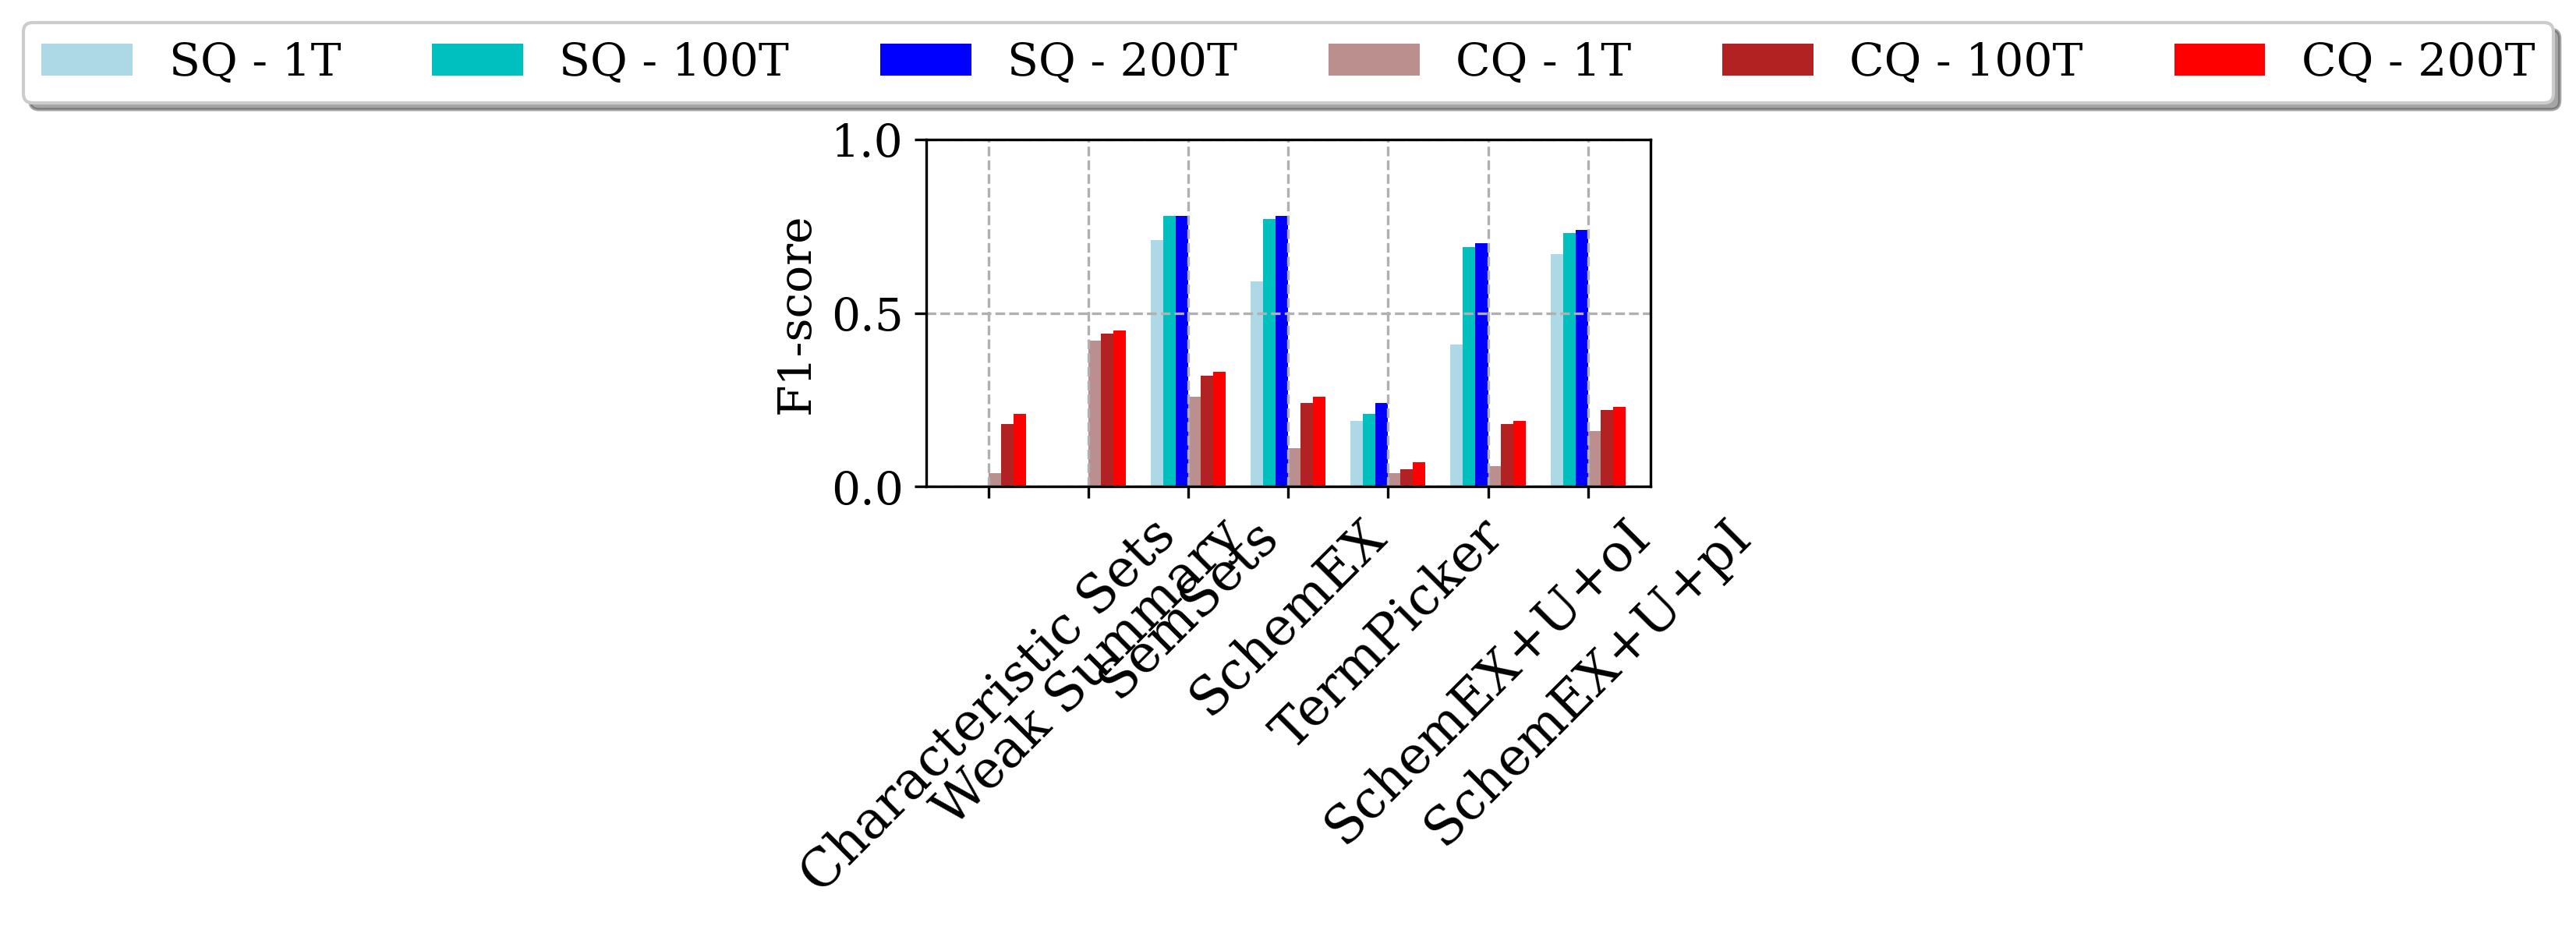 SQ - 1T SQ - 100T SQ - 200T CQ - 1T CQ - 100T CQ - 200T
1.0
0.5
0.0
F1-score
Characteristic Sets
Weak Summary
SemSets
SchemEX
TermPicker
SchemEX+U+oI
SchemEX+U+pI